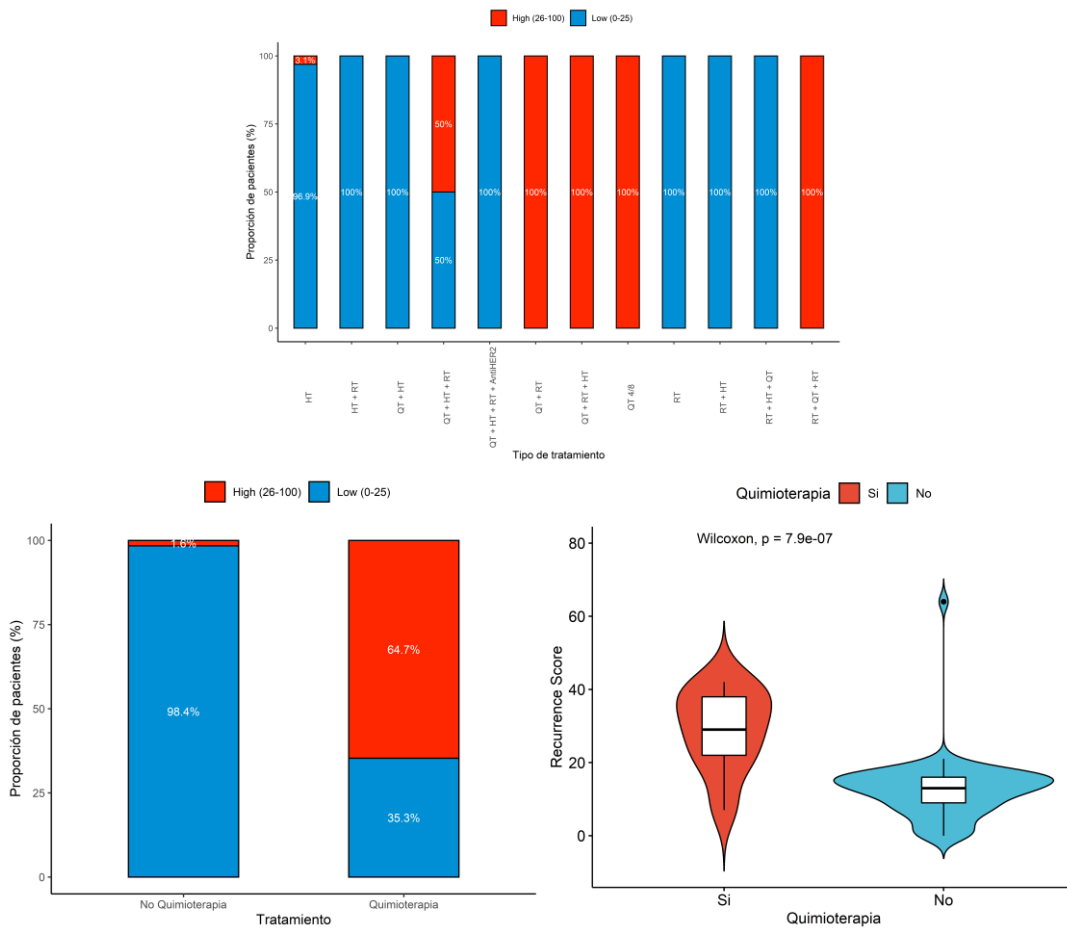 High (26-100) Low (0-25)
Proporción de pacientes (%)
100
75
50
25
0
3.1%
96.9%
100%
100%
50%
50%
100%
100%
100%
100%
100%
100%
100%
100%
HT
HT + RT
QT + HT
QT + HT + RT
QT + HT + RT + AntiHER2
QT + RT
QT + RT + HT
QT 4/8
RT
RT + HT
RT + HT + QT
RT + QT + RT
Tipo de tratamiento
High (26-100) Low (0-25)
Proporción de pacientes (%)
100
75
50
25
0
1.6%
98.4%
64.7%
35.3%
No Quimioterapia Quimioterapia
Tratamiento
Quimioterapia Si No
Wilcoxon, p = 7.9e-07
Recurrence Score
80
60
40
20
0
Si No
Quimioterapia